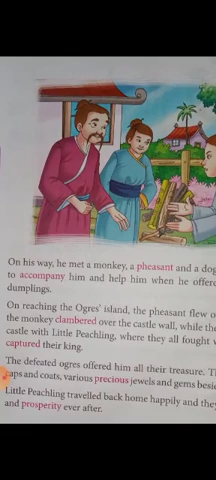 On his way, he met a monkey, a pheasant and a dog
to accompany him and help him when he offere
dumplings.
On reaching the Ogres' island, the pheasant flew o
the monkey clambered over the castle wall, while the
castle with Little Peachling, where they all fought
captured their king.
The defeated ogres offered him all their treasure. T
caps and coats, various precious jewels and gems besi
Little Peachling travelled back home happily and the
and prosperity ever after.